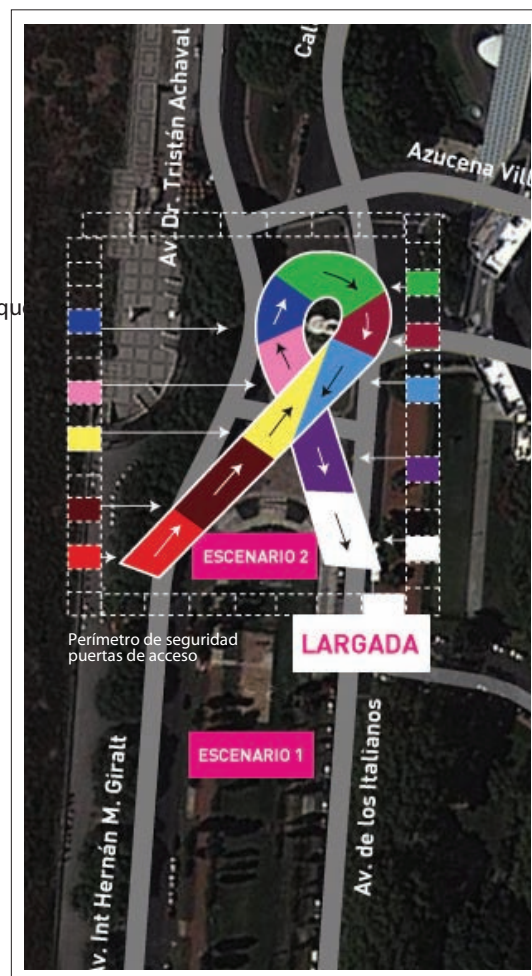 Av. Dr. Tristán Achaval
Azucena
ESCENARIO 2
Perímetro de seguridad
puertas de acceso
LARGADA
ESCENARIO 1
Av. Int Hernán M. Giralt
Av. de los Italianos